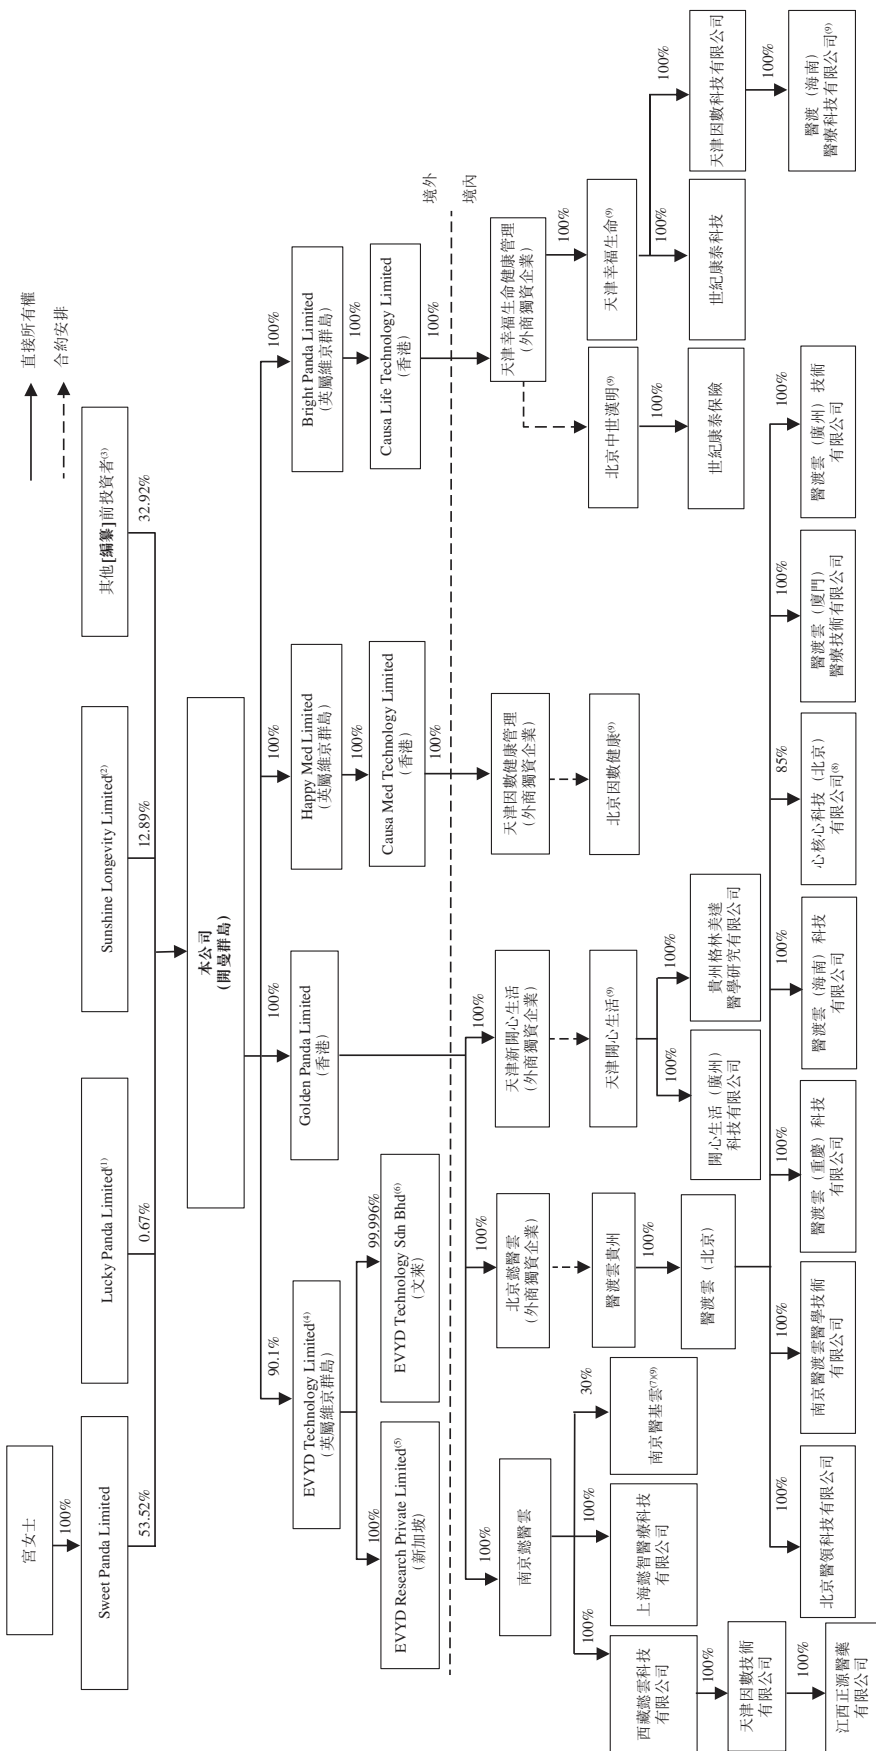 直接所有權
合約安排
宮女士
100%
Sweet Panda Limited
Lucky Panda Limited(1)
Sunshine Longevity Limited(2)
其他[編纂]前投資者(3)
53.52%
0.67%
12.89%
32.92%
本公司
(開曼群島)
90.1%
100%
100%
100%
EVYD Technology Limited(4)
(英屬維京群島)
Golden Panda Limited
(香港)
Happy Med Limited
(英屬維京群島)
Bright Panda Limited
(英屬維京群島)
100%
99.996%
100%
100%
EVYD Research Private Limited(5)
(新加坡)
EVYD Technology Sdn Bhd(6)
(文萊)
Causa Med Technology Limited
(香港)
Causa Life Technology Limited
(香港)
100%
100%
境外
境內
100%
100%
100%
南京懿醫雲
北京懿醫雲
(外商獨資企業)
天津新開心生活
(外商獨資企業)
天津因數健康管理
(外商獨資企業)
天津幸福生命健康管理
(外商獨資企業)
100%
100%
100%
30%
西藏懿雲科技
有限公司
上海懿智醫療科技
有限公司
南京醫基雲(7)(9)
醫渡雲貴州
天津開心生活(9)
北京因數健康(9)
北京中世漢明(9)
天津幸福生命(9)
100%
100%
100%
100%
100%
100%
100%
天津因數技術
有限公司
醫渡雲(北京)
開心生活(廣州)
科技有限公司
貴州格林美達
醫學研究有限公司
世紀康泰保險
世紀康泰科技
天津因數科技有限公司
100%
100%
江西正源醫藥
有限公司
醫渡(海南)
醫療科技有限公司(9)
100%
100%
100%
100%
85%
100%
100%
北京醫領科技有限公司
南京醫渡雲醫學技術
有限公司
醫渡雲(重慶)科技
有限公司
醫渡雲(海南)科技
有限公司
心核心科技(北京)
有限公司(8)
醫渡雲(廈門)
醫療技術有限公司
醫渡雲(廣州)技術
有限公司